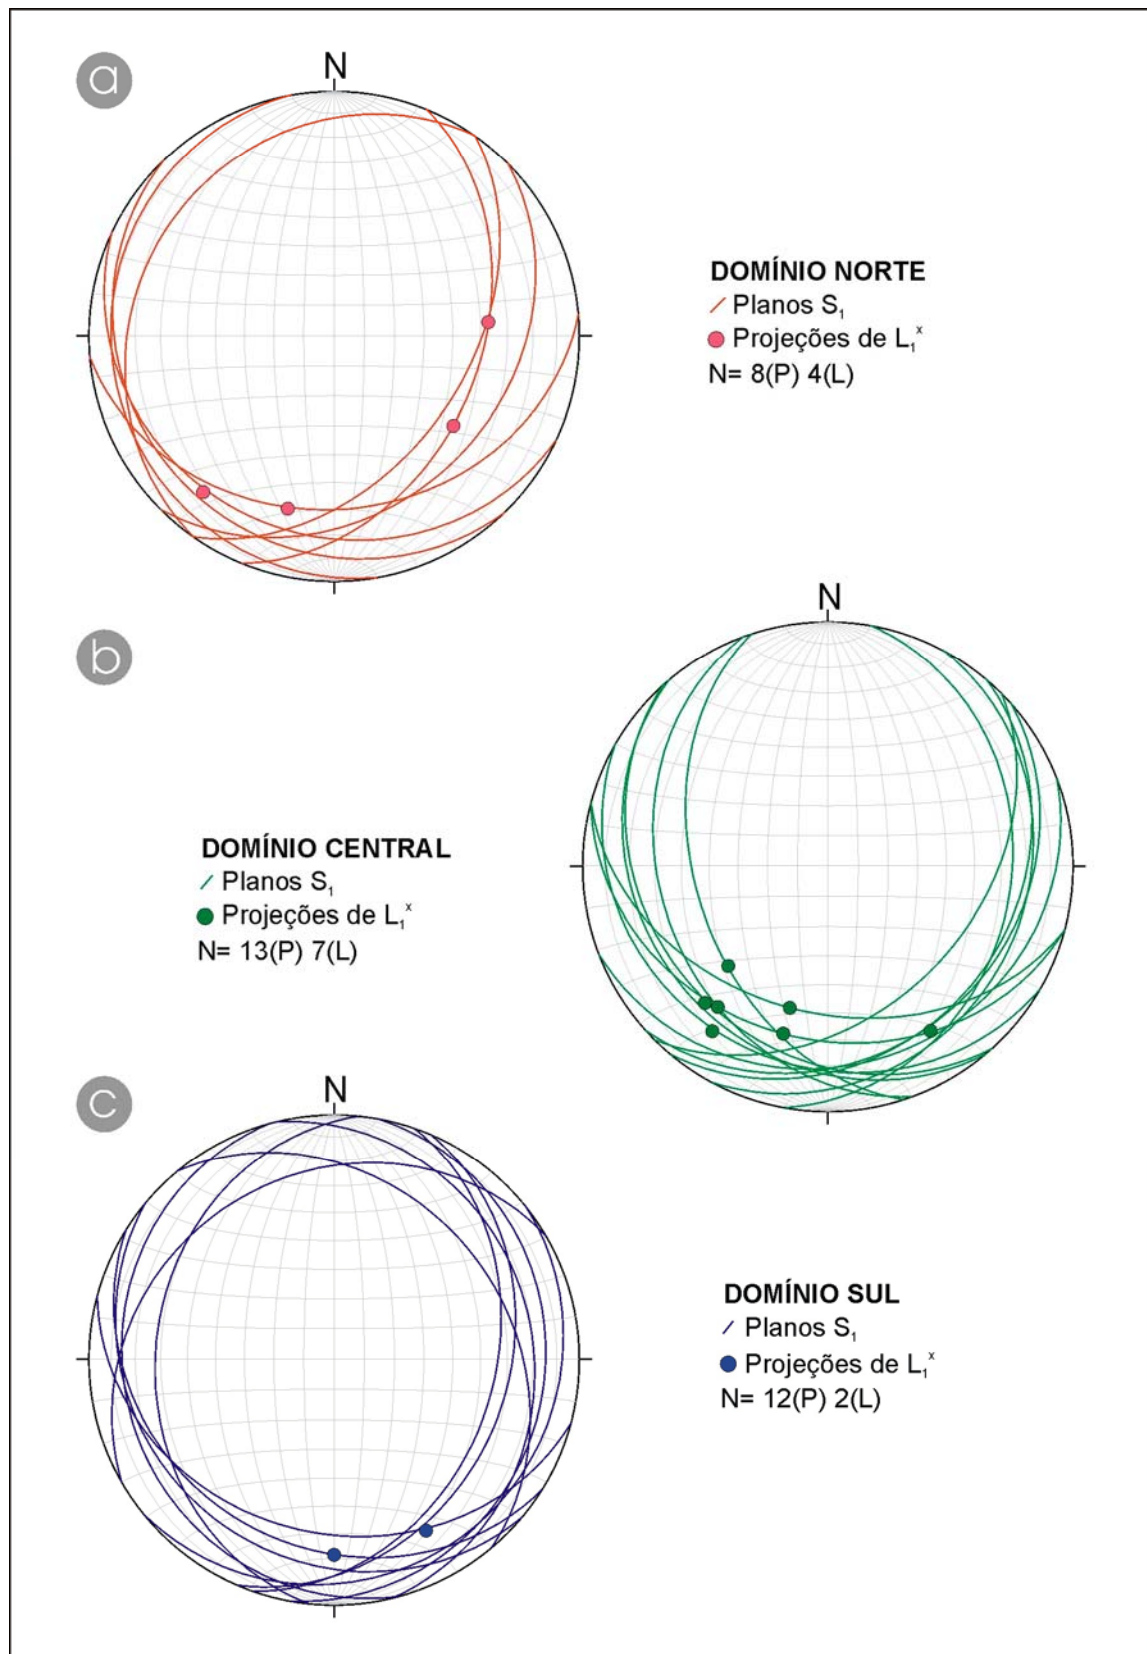 a
N
DOMÍNIO NORTE
Planos S₁
Projeções de L₁ˣ
N= 8(P) 4(L)
b
N
DOMÍNIO CENTRAL
Planos S₁
Projeções de L₁ˣ
N= 13(P) 7(L)
c
N
DOMÍNIO SUL
Planos S₁
Projeções de L₁ˣ
N= 12(P) 2(L)